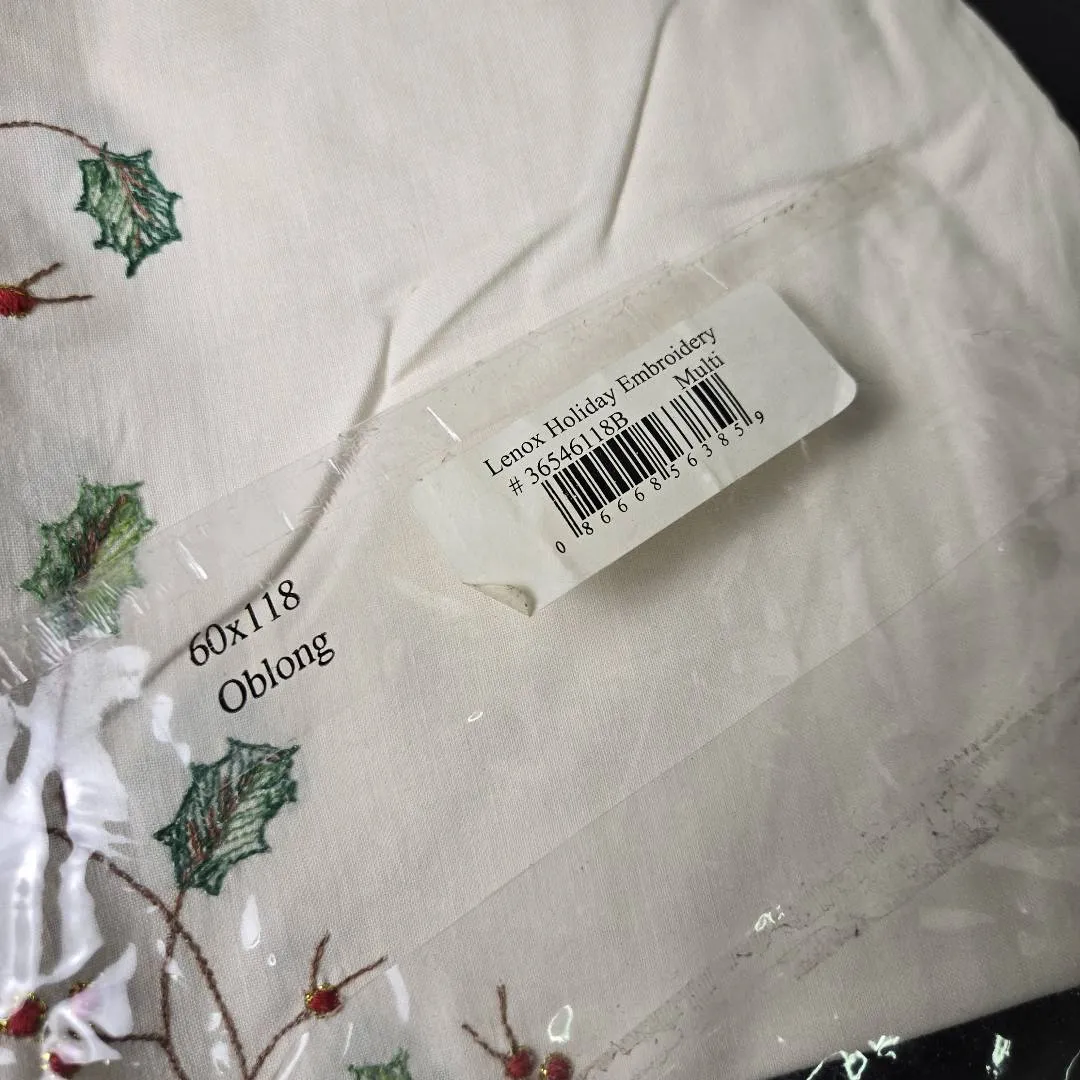 Lenox Holiday Embroidery
# 36546118B Multi
0 86668 56385 9
60x118
Oblong